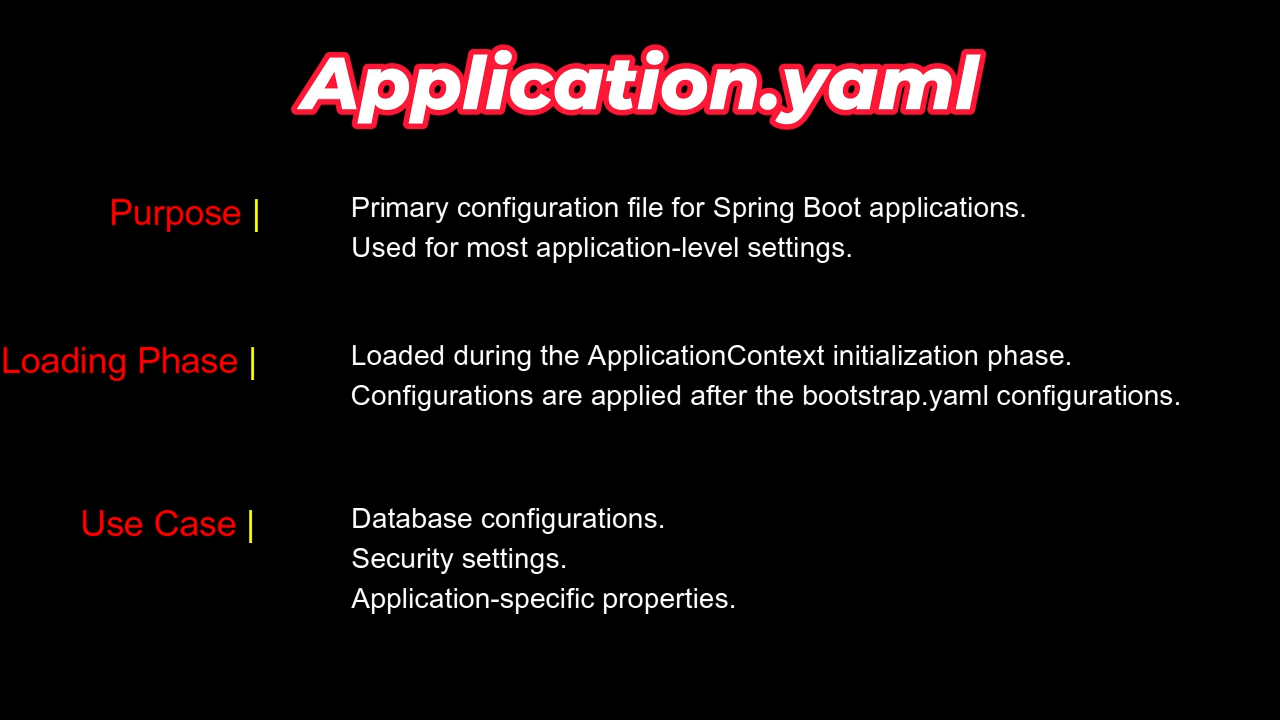 Application.yaml
Purpose |
Primary configuration file for Spring Boot applications.
Used for most application-level settings.
Loading Phase |
Loaded during the ApplicationContext initialization phase.
Configurations are applied after the bootstrap.yaml configurations.
Use Case |
Database configurations.
Security settings.
Application-specific properties.